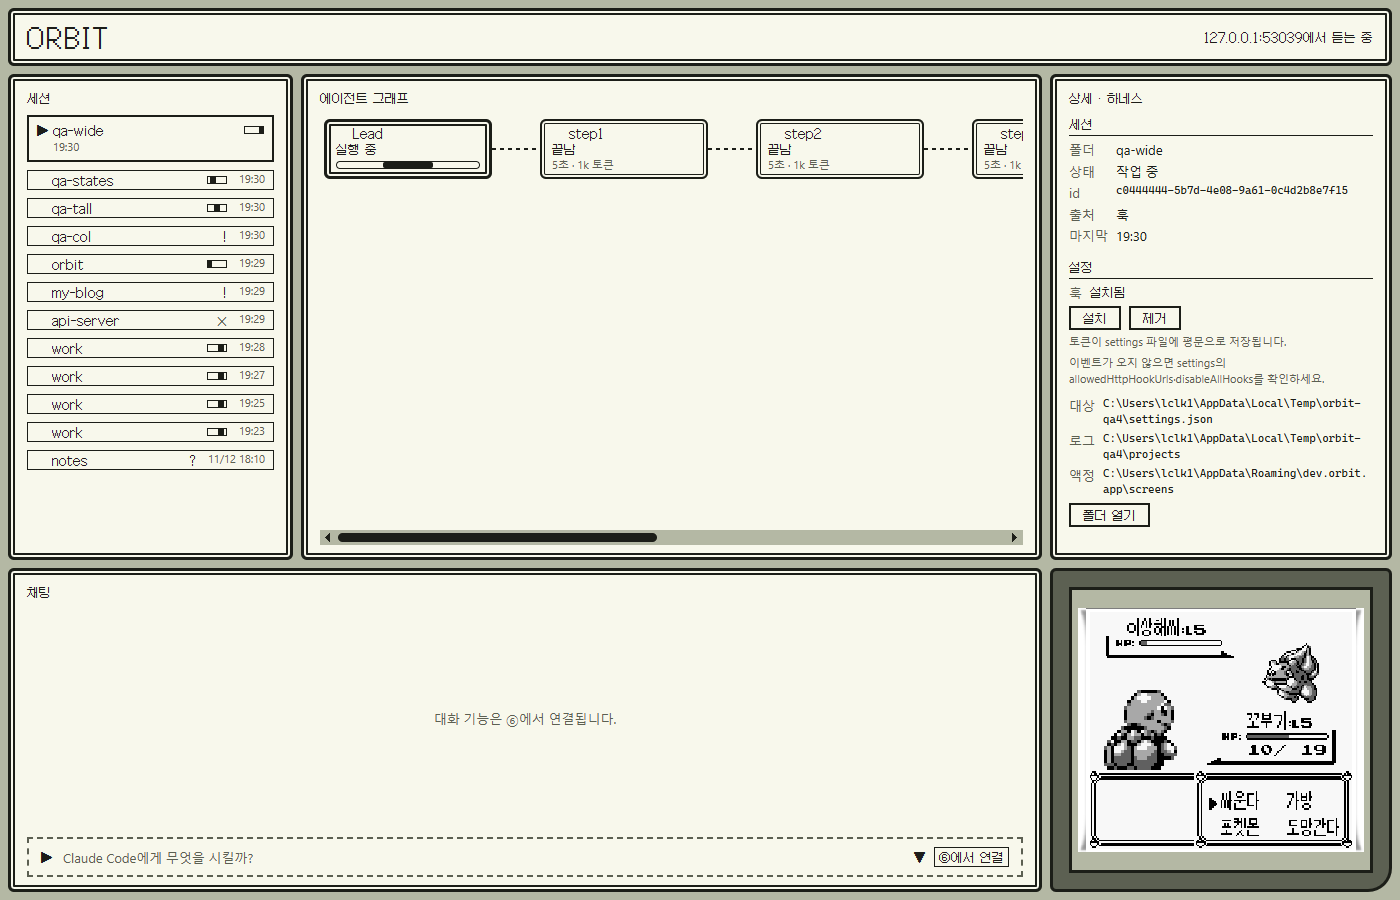 ORBIT
127.0.0.1:53039에서 듣는 중
세션
▶ qa-wide
19:30
qa-states 19:30
qa-tall 19:30
qa-col ! 19:30
orbit 19:29
my-blog ! 19:29
api-server × 19:29
work 19:28
work 19:27
work 19:25
work 19:23
notes ? 11/12 18:10
에이전트 그래프
Lead
실행 중
step1
끝남
5초 · 1k 토큰
step2
끝남
5초 · 1k 토큰
step
끝남
5초 · 1k
상세 · 하네스
세션
폴더 qa-wide
상태 작업 중
id c0444444-5b7d-4e08-9a61-0c4d2b8e7f15
출처 훅
마지막 19:30
설정
훅 설치됨
설치 제거
토큰이 settings 파일에 평문으로 저장됩니다.
이벤트가 오지 않으면 settings의
allowedHttpHookUrls·disableAllHooks를 확인하세요.
대상 C:\Users\lclk1\AppData\Local\Temp\orbit-
qa4\settings.json
로그 C:\Users\lclk1\AppData\Local\Temp\orbit-
qa4\projects
액정 C:\Users\lclk1\AppData\Roaming\dev.orbit.
app\screens
폴더 열기
채팅
대화 기능은 ⑥에서 연결됩니다.
▶ Claude Code에게 무엇을 시킬까? ▼ ⑥에서 연결
이상해씨:L5
HP:
꼬부기:L5
HP:
10/ 19
▶싸운다 가방
포켓몬 도망간다